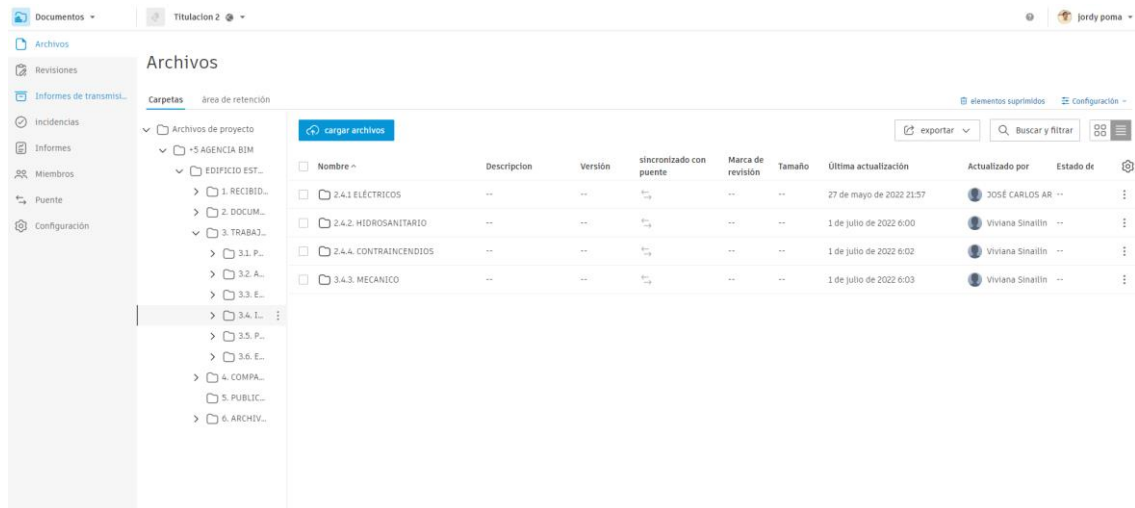 Documentos
Titulacion 2
jordy poma
Archivos
Revisiones
Informes de transmisi...
incidencias
Informes
Miembros
Puente
Configuración
Archivos
Carpetas
área de retención
elementos suprimidos
Configuración
Archivos de proyecto
+5 AGENCIA BIM
EDIFICIO EST...
1. RECIBID...
2. DOCUM...
3. TRABAJ...
3.1. P...
3.2. A...
3.3. E...
3.4. I...
3.5. P...
3.6. E...
4. COMPA...
5. PUBLIC...
6. ARCHIV...
cargar archivos
exportar
Buscar y filtrar
Nombre
Descripcion
Versión
sincronizado con
puente
Marca de
revisión
Tamaño
Última actualización
Actualizado por
Estado de
2.4.1 ELÉCTRICOS -- -- -- -- 27 de mayo de 2022 21:57 JOSÉ CARLOS AR --
2.4.2. HIDROSANITARIO -- -- -- -- 1 de julio de 2022 6:00 Viviana Sinailin --
2.4.4. CONTRAINCENDIOS -- -- -- -- 1 de julio de 2022 6:02 Viviana Sinailin --
3.4.3. MECANICO -- -- -- -- 1 de julio de 2022 6:03 Viviana Sinailin --